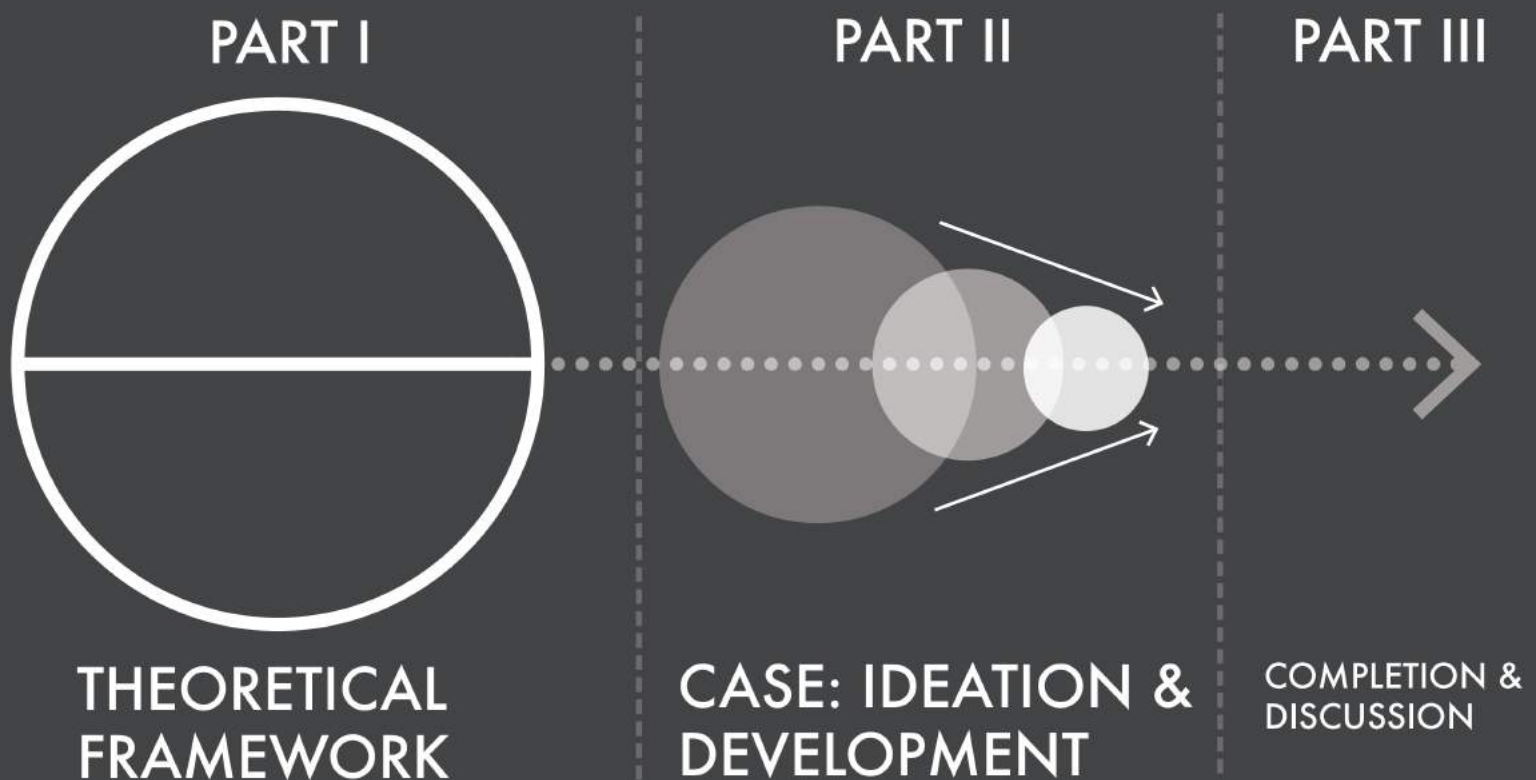 PART I
PART II
PART III
THEORETICAL
FRAMEWORK
CASE: IDEATION &
DEVELOPMENT
COMPLETION &
DISCUSSION